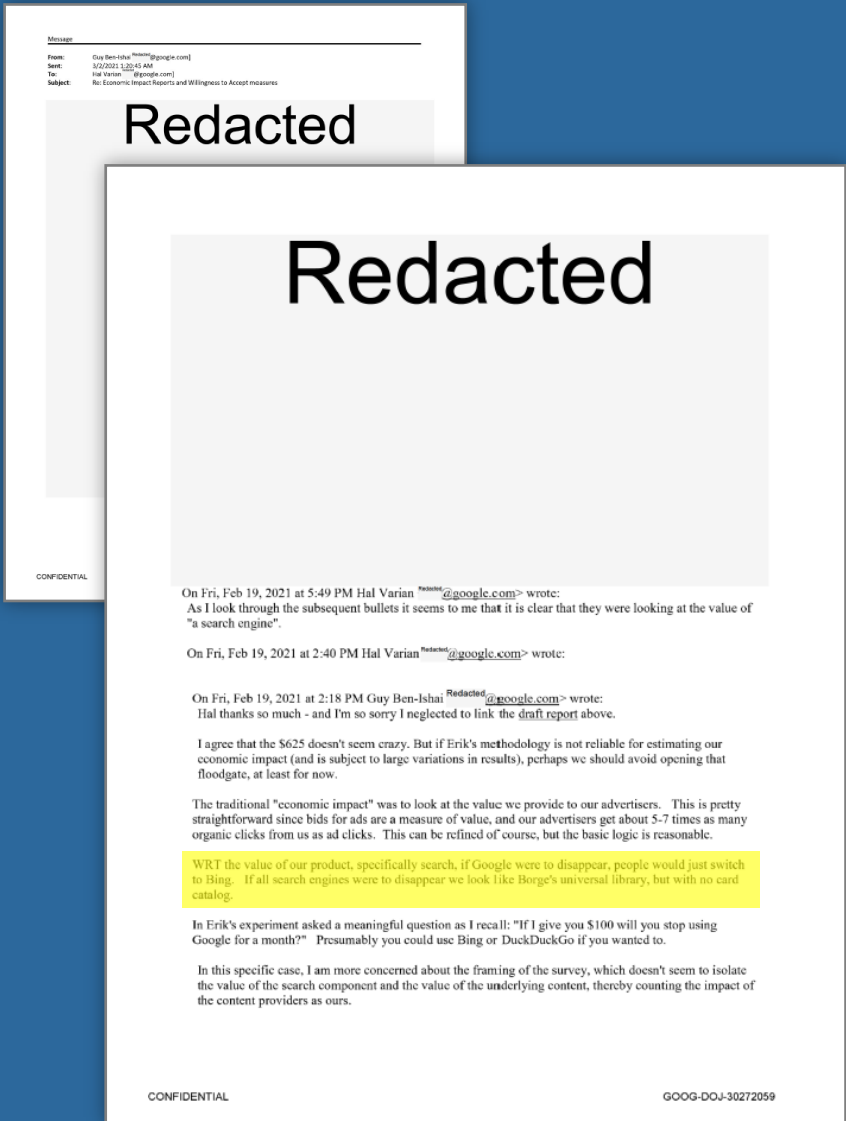 Message
From: Guy Ben-Ishai Redacted@google.com]
Sent: 3/2/2021 1:20:45 AM
To: Hal Varian @google.com]
Subject: Re: Economic Impact Reports and Willingness to Accept measures
Redacted
CONFIDENTIAL
Redacted
On Fri, Feb 19, 2021 at 5:49 PM Hal Varian Redacted@google.com> wrote:
As I look through the subsequent bullets it seems to me that it is clear that they were looking at the value of
"a search engine".
On Fri, Feb 19, 2021 at 2:40 PM Hal Varian Redacted@google.com> wrote:
On Fri, Feb 19, 2021 at 2:18 PM Guy Ben-Ishai Redacted@google.com> wrote:
Hal thanks so much - and I'm so sorry I neglected to link the draft report above.
I agree that the $625 doesn't seem crazy. But if Erik's methodology is not reliable for estimating our
economic impact (and is subject to large variations in results), perhaps we should avoid opening that
floodgate, at least for now.
The traditional "economic impact" was to look at the value we provide to our advertisers. This is pretty
straightforward since bids for ads are a measure of value, and our advertisers get about 5-7 times as many
organic clicks from us as ad clicks. This can be refined of course, but the basic logic is reasonable.
WRT the value of our product, specifically search, if Google were to disappear, people would just switch
to Bing. If all search engines were to disappear we look like Borge's universal library, but with no card
catalog.
In Erik's experiment asked a meaningful question as I recall: "If I give you $100 will you stop using
Google for a month?" Presumably you could use Bing or DuckDuckGo if you wanted to.
In this specific case, I am more concerned about the framing of the survey, which doesn't seem to isolate
the value of the search component and the value of the underlying content, thereby counting the impact of
the content providers as ours.
CONFIDENTIAL
GOOG-DOJ-30272059